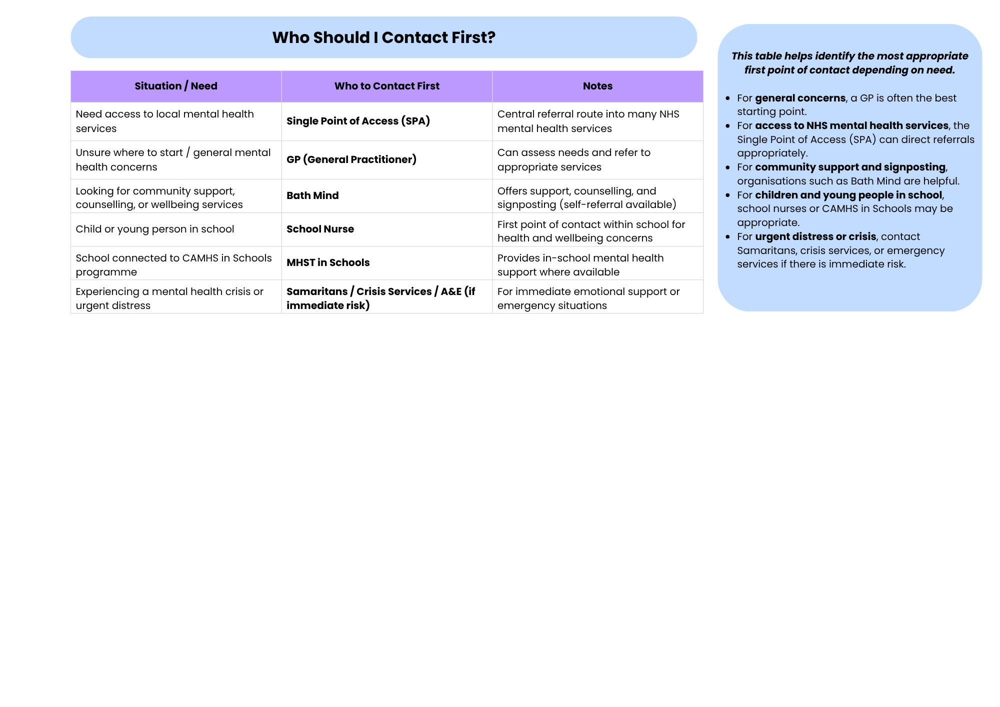 Who Should I Contact First?
Situation / Need
Who to Contact First
Notes
Need access to local mental health
services
Single Point of Access (SPA)
Central referral route into many NHS
mental health services
Unsure where to start / general mental
health concerns
GP (General Practitioner)
Can assess needs and refer to
appropriate services
Looking for community support,
counselling, or wellbeing services
Bath Mind
Offers support, counselling, and
signposting (self-referral available)
Child or young person in school
School Nurse
First point of contact within school for
health and wellbeing concerns
School connected to CAMHS in Schools
programme
MHST in Schools
Provides in-school mental health
support where available
Experiencing a mental health crisis or
urgent distress
Samaritans / Crisis Services / A&E (if
immediate risk)
For immediate emotional support or
emergency situations
This table helps identify the most appropriate
first point of contact depending on need.
• For general concerns, a GP is often the best
starting point.
• For access to NHS mental health services, the
Single Point of Access (SPA) can direct referrals
appropriately.
• For community support and signposting,
organisations such as Bath Mind are helpful.
• For children and young people in school,
school nurses or CAMHS in Schools may be
appropriate.
• For urgent distress or crisis, contact
Samaritans, crisis services, or emergency
services if there is immediate risk.